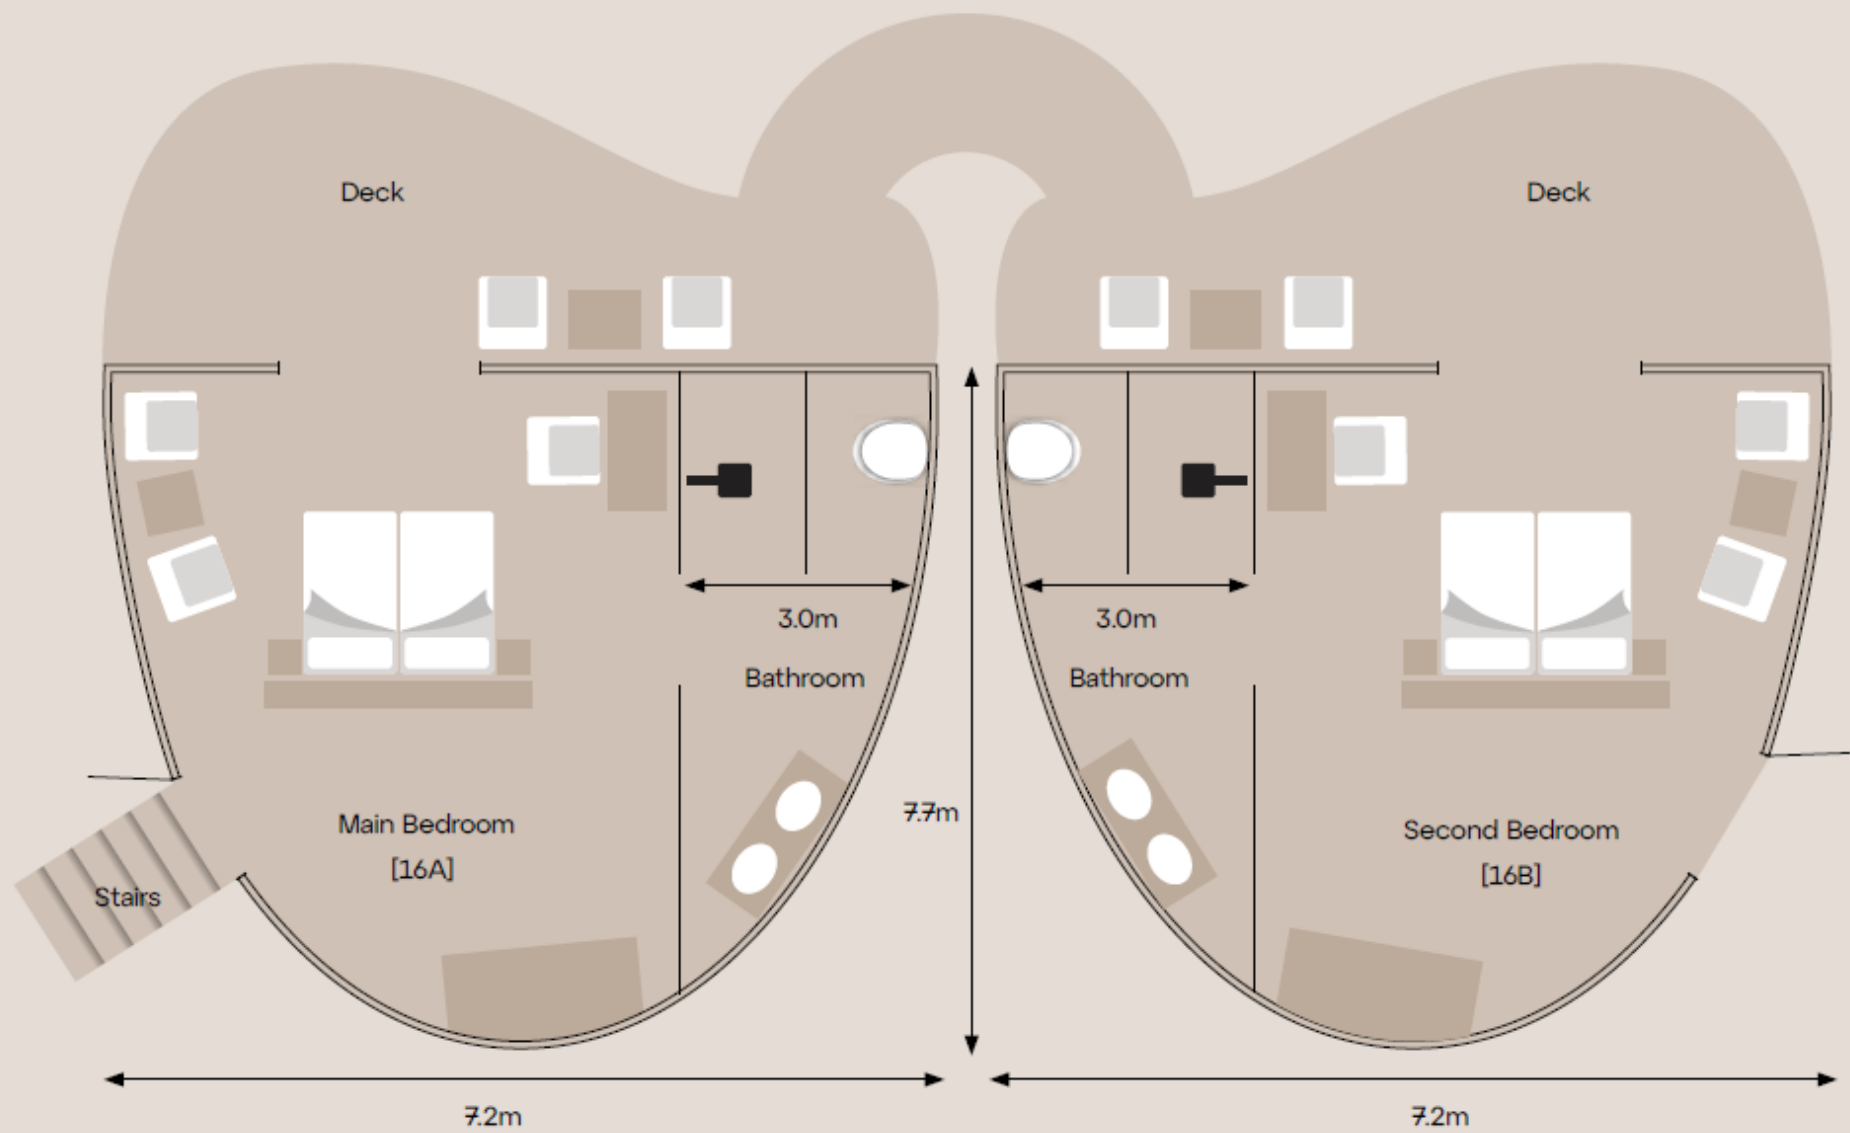 Deck
Deck
3.0m
3.0m
Bathroom
Bathroom
7.7m
Main Bedroom
[16A]
Second Bedroom
[16B]
Stairs
7.2m
7.2m